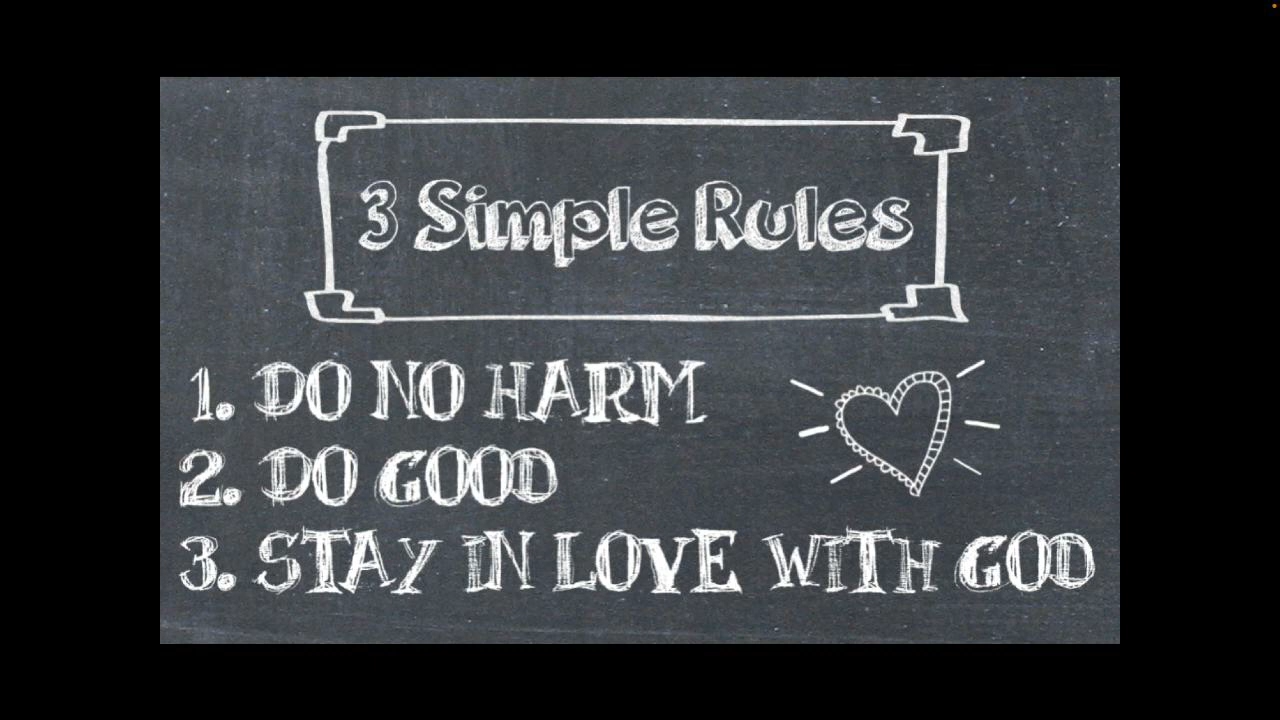 3 Simple Rules
1. DO NO HARM
2. DO GOOD
3. STAY IN LOVE WITH GOD